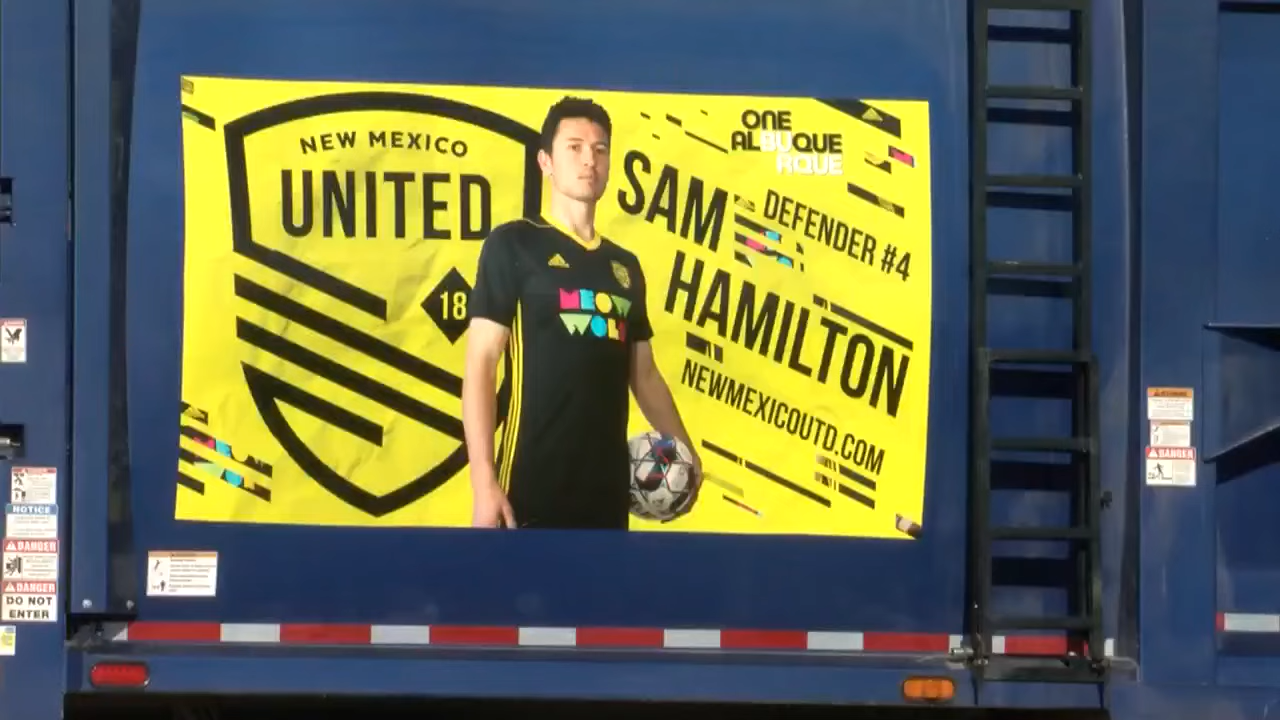 NEW MEXICO
UNITED
18
MEOW
WOLF
ONE
ALBUQUE
RQUE
SAM
DEFENDER #4
HAMILTON
NEWMEXICOUTD.COM
NOTICE
DANGER
DANGER
DO NOT
ENTER
DANGER